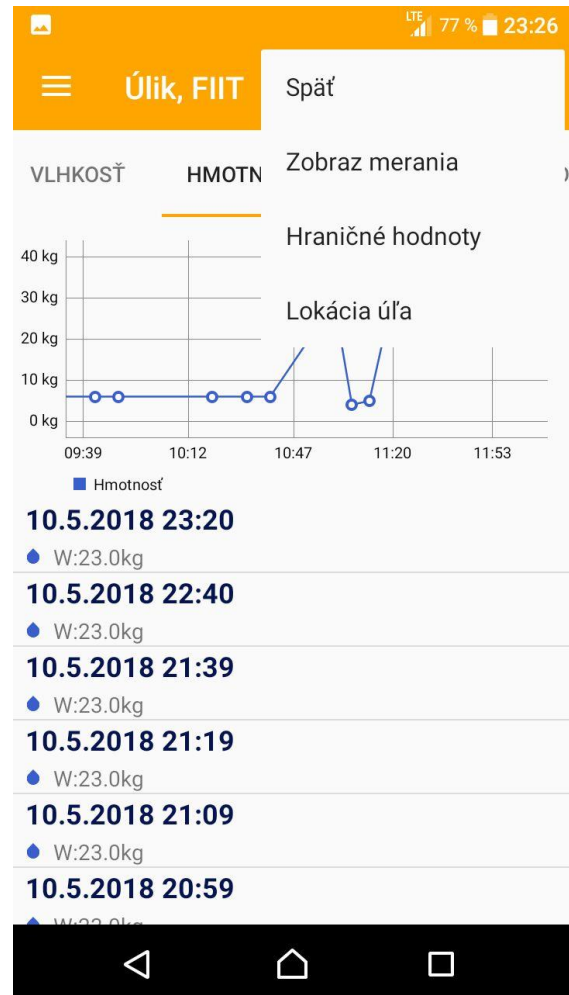 LTE 77 % 23:26
Úlik, FIIT
Späť
Zobraz merania
Hraničné hodnoty
Lokácia úľa
VLHKOSŤ HMOTN
40 kg
30 kg
20 kg
10 kg
0 kg
09:39 10:12 10:47 11:20 11:53
Hmotnosť
10.5.2018 23:20
W:23.0kg
10.5.2018 22:40
W:23.0kg
10.5.2018 21:39
W:23.0kg
10.5.2018 21:19
W:23.0kg
10.5.2018 21:09
W:23.0kg
10.5.2018 20:59